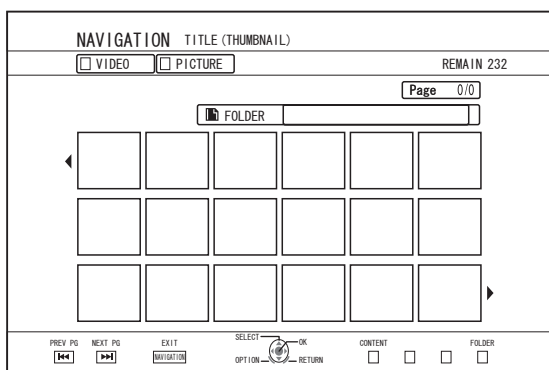 NAVIGATION TITLE (THUMBNAIL)
VIDEO PICTURE REMAIN 232
Page 0/0
FOLDER
PREV PG NEXT PG EXIT SELECT OK CONTENT FOLDER
NAVIGATION OPTION RETURN